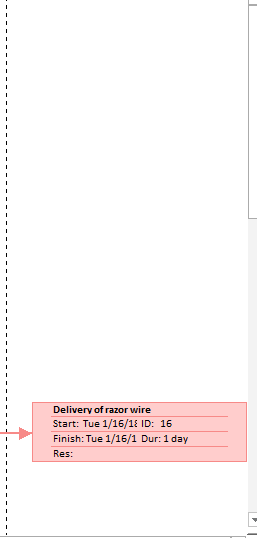 Delivery of razor wire
Start: Tue 1/16/18 ID: 16
Finish: Tue 1/16/1 Dur: 1 day
Res: